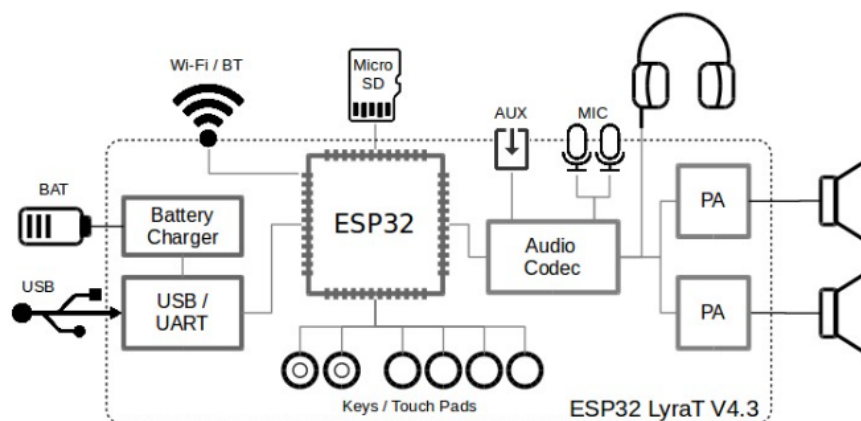 Wi-Fi / BT
Micro
SD
AUX
MIC
BAT
Battery
Charger
ESP32
PA
Audio
Codec
USB
USB /
UART
PA
Keys / Touch Pads
ESP32 LyraT V4.3